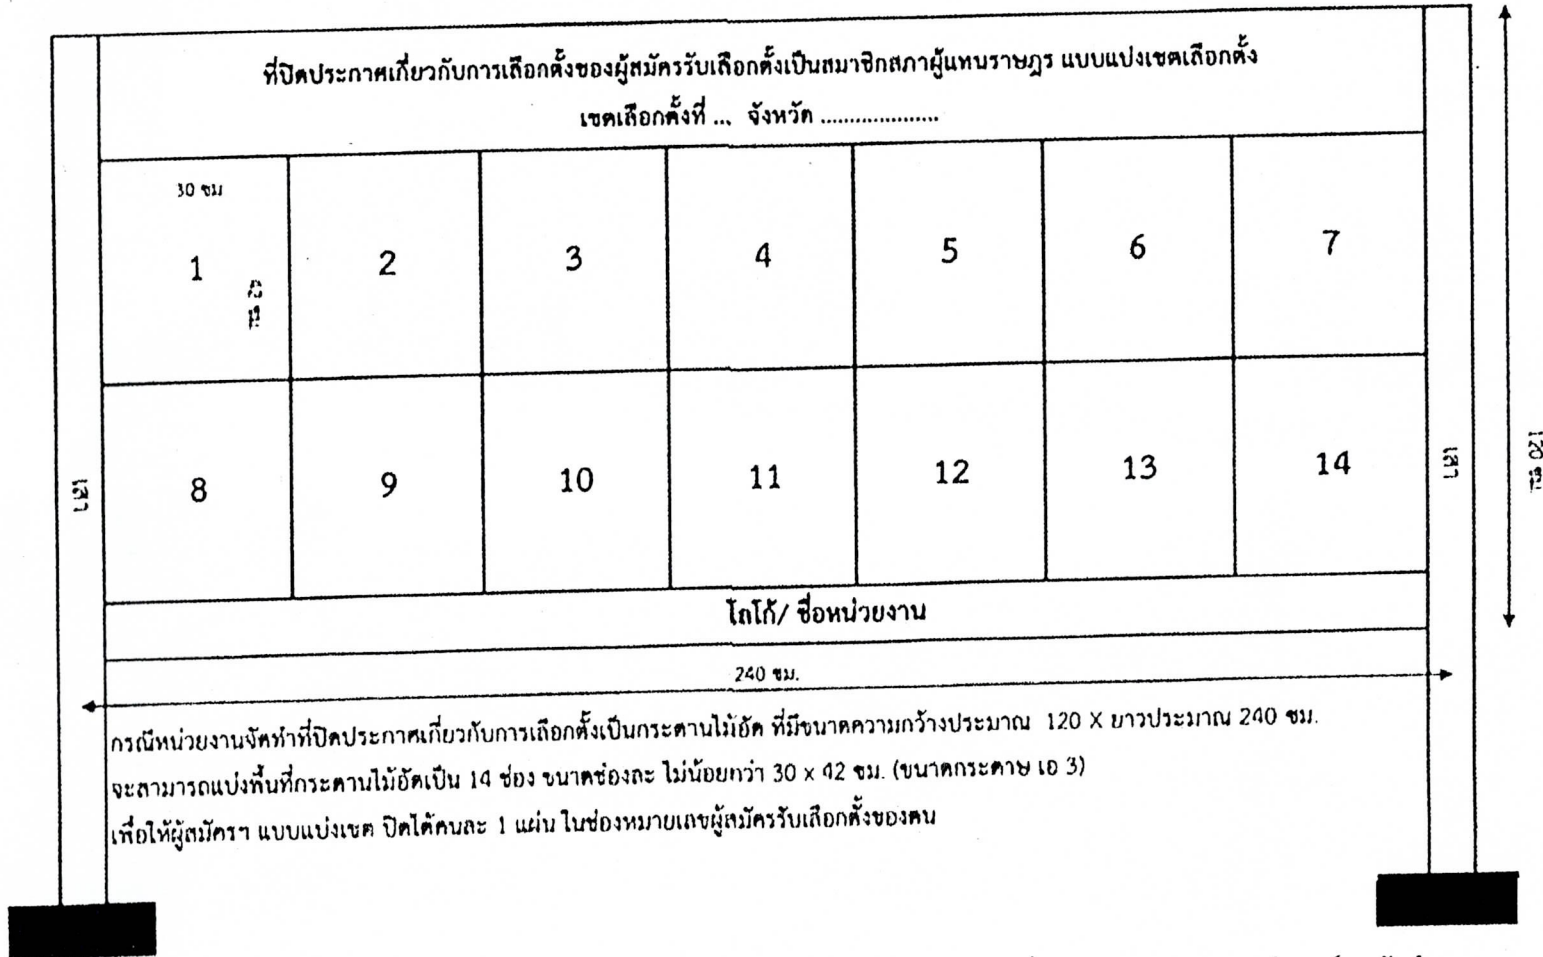 ที่ปิดประกาศเกี่ยวกับการเลือกตั้งของผู้สมัครรับเลือกตั้งเป็นสมาชิกสภาผู้แทนราษฎร แบบแบ่งเขตเลือกตั้ง
เขตเลือกตั้งที่ ... จังหวัด ....................
30 ซม
1 2 3 4 5 6 7
42 ซม
8 9 10 11 12 13 14
เสา
เสา
120 ซม.
โลโก้/ ชื่อหน่วยงาน
240 ซม.
กรณีหน่วยงานจัดทำที่ปิดประกาศเกี่ยวกับการเลือกตั้งเป็นกระดานไม้อัด ที่มีขนาดความกว้างประมาณ 120 X ยาวประมาณ 240 ซม.
จะสามารถแบ่งพื้นที่กระดานไม้อัดเป็น 14 ช่อง ขนาดช่องละ ไม่น้อยกว่า 30 x 42 ซม. (ขนาดกระดาษ เอ 3)
เพื่อให้ผู้สมัครฯ แบบแบ่งเขต ปิดได้คนละ 1 แผ่น ในช่องหมายเลขผู้สมัครรับเลือกตั้งของตน